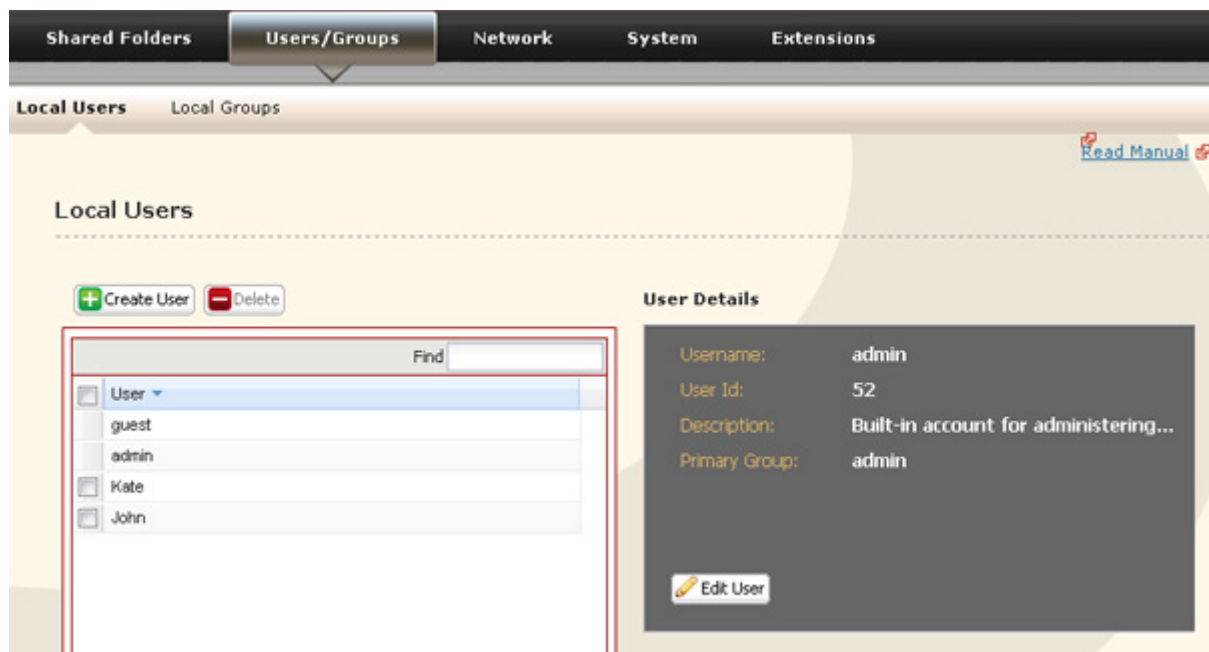 Shared Folders Users/Groups Network System Extensions
Local Users Local Groups
Read Manual
Local Users
Create User Delete
Find
User
guest
admin
Kate
John
User Details
Username: admin
User Id: 52
Description: Built-in account for administering...
Primary Group: admin
Edit User